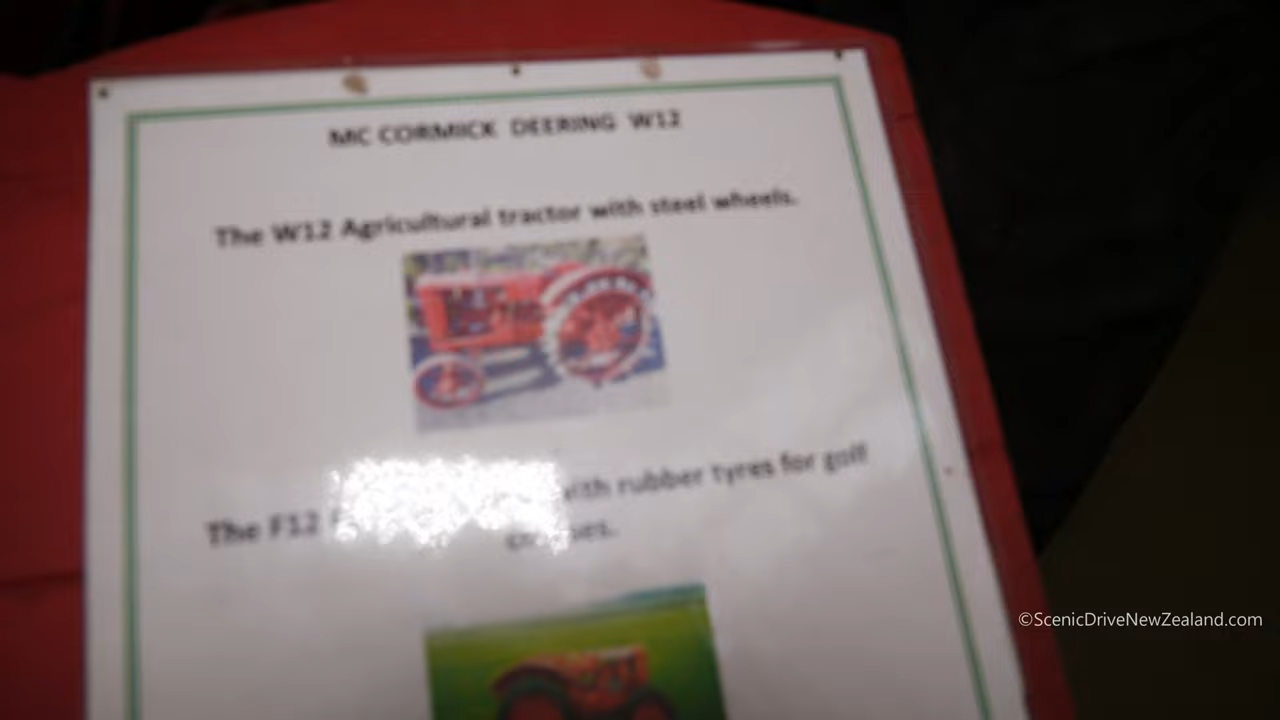 MC CORMICK DEERING W12
The W12 Agricultural tractor with steel wheels.
The F12 with rubber tyres for golf
©ScenicDriveNewZealand.com